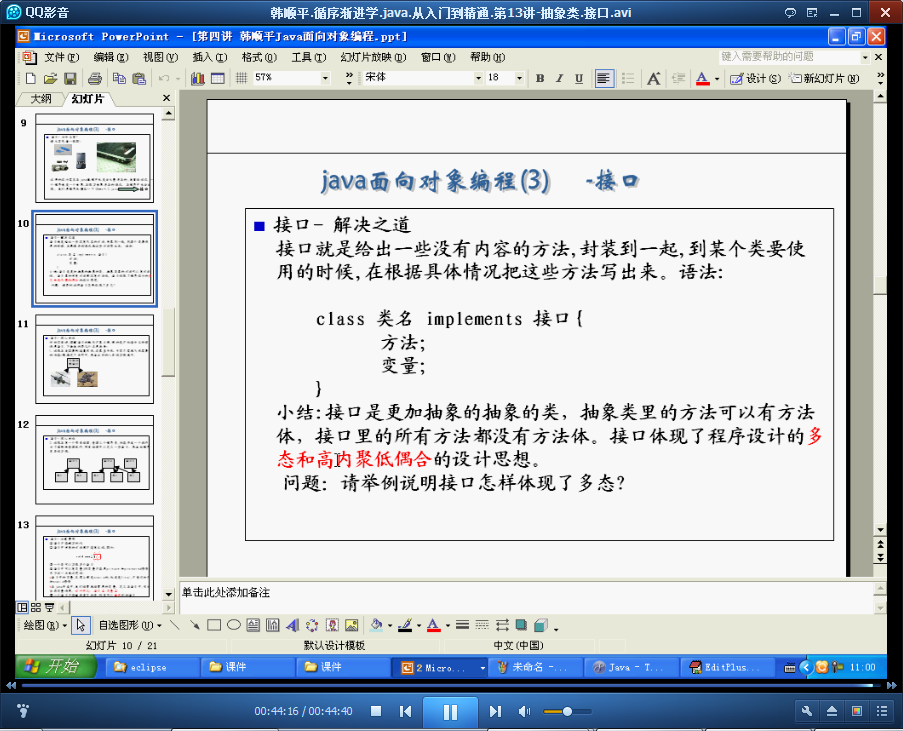 QQ影音
韩顺平.循序渐进学.java.从入门到精通.第13讲-抽象类.接口.avi
Microsoft PowerPoint - [第四讲 韩顺平Java面向对象编程.ppt]
文件(F) 编辑(E) 视图(V) 插入(I) 格式(O) 工具(T) 幻灯片放映(D) 窗口(W) 帮助(H) 键入需要帮助的问题
57% 宋体 18 B I U A A 设计(S) 新幻灯片(N)
大纲 幻灯片
9
10
11
12
13
java面向对象编程(3) -接口
接口- 解决之道
接口就是给出一些没有内容的方法,封装到一起,到某个类要使
用的时候,在根据具体情况把这些方法写出来。语法:
class 类名 implements 接口{
方法;
变量;
}
小结:接口是更加抽象的抽象的类，抽象类里的方法可以有方法
体，接口里的所有方法都没有方法体。接口体现了程序设计的多
态和高内聚低偶合的设计思想。
问题: 请举例说明接口怎样体现了多态?
单击此处添加备注
绘图(R) 自选图形(U)
幻灯片 10 / 21 默认设计模板 中文(中国)
开始 eclipse 课件 课件 2 Micro... 未命名 -... Java - T... EditPlus... 11:00
00:44:16 / 00:44:40